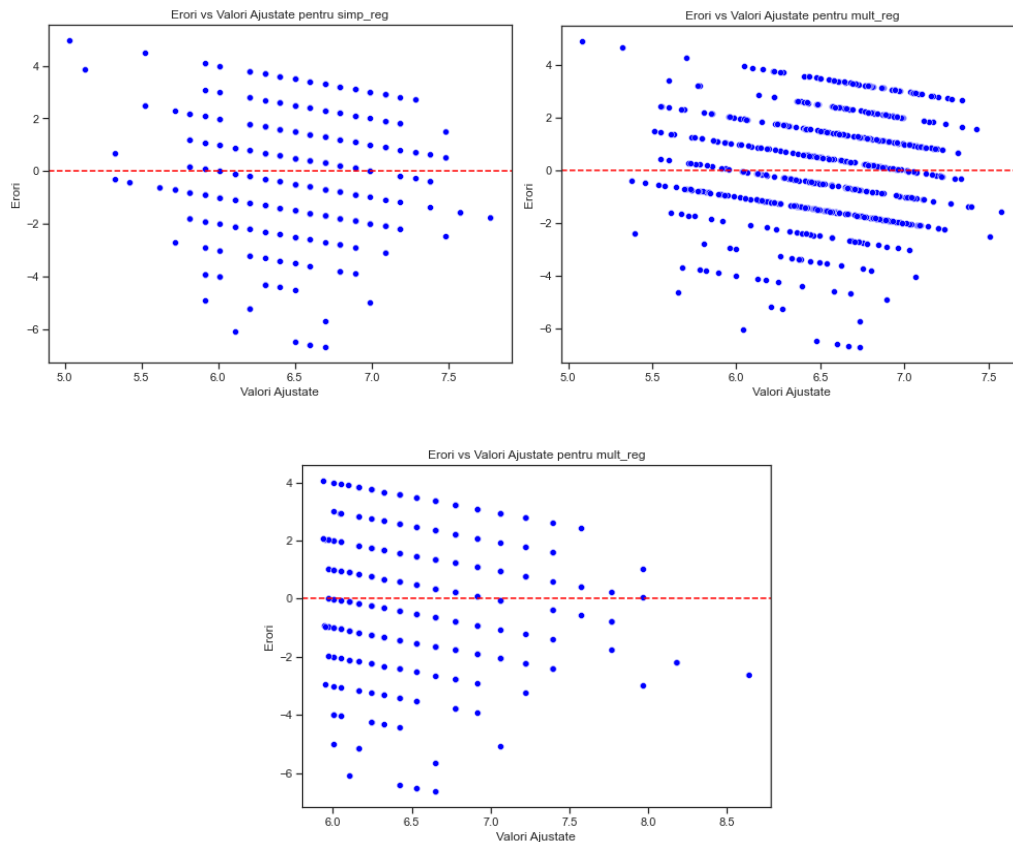 Erori vs Valori Ajustate pentru simp_reg
4
2
0
−2
−4
−6
Erori
5.0 5.5 6.0 6.5 7.0 7.5
Valori Ajustate
Erori vs Valori Ajustate pentru mult_reg
4
2
0
−2
−4
−6
Erori
5.0 5.5 6.0 6.5 7.0 7.5
Valori Ajustate
Erori vs Valori Ajustate pentru mult_reg
4
2
0
−2
−4
−6
Erori
6.0 6.5 7.0 7.5 8.0 8.5
Valori Ajustate